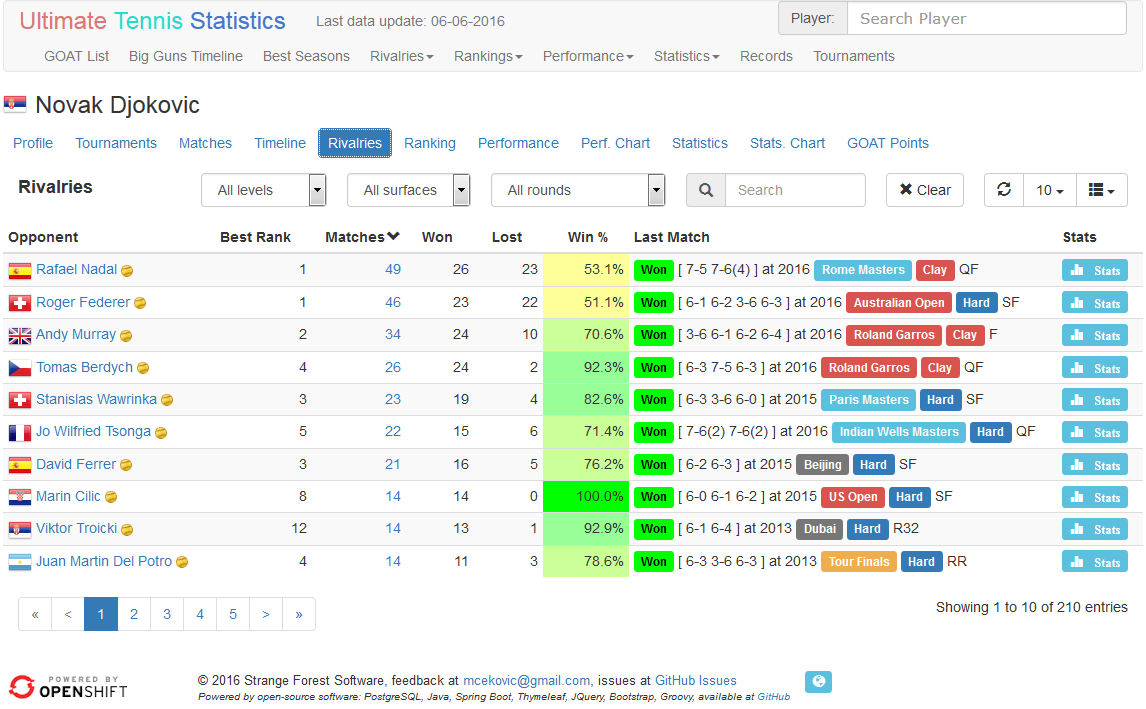 Ultimate Tennis Statistics Last data update: 06-06-2016 Player: Search Player
GOAT List Big Guns Timeline Best Seasons Rivalries Rankings Performance Statistics Records Tournaments
Novak Djokovic
Profile Tournaments Matches Timeline Rivalries Ranking Performance Perf. Chart Statistics Stats. Chart GOAT Points
Rivalries All levels All surfaces All rounds Search Clear 10
Opponent Best Rank Matches Won Lost Win % Last Match Stats
Rafael Nadal 1 49 26 23 53.1% Won [ 7-5 7-6(4) ] at 2016 Rome Masters Clay QF Stats
Roger Federer 1 46 23 22 51.1% Won [ 6-1 6-2 3-6 6-3 ] at 2016 Australian Open Hard SF Stats
Andy Murray 2 34 24 10 70.6% Won [ 3-6 6-1 6-2 6-4 ] at 2016 Roland Garros Clay F Stats
Tomas Berdych 4 26 24 2 92.3% Won [ 6-3 7-5 6-3 ] at 2016 Roland Garros Clay QF Stats
Stanislas Wawrinka 3 23 19 4 82.6% Won [ 6-3 3-6 6-0 ] at 2015 Paris Masters Hard SF Stats
Jo Wilfried Tsonga 5 22 15 6 71.4% Won [ 7-6(2) 7-6(2) ] at 2016 Indian Wells Masters Hard QF Stats
David Ferrer 3 21 16 5 76.2% Won [ 6-2 6-3 ] at 2015 Beijing Hard SF Stats
Marin Cilic 8 14 14 0 100.0% Won [ 6-0 6-1 6-2 ] at 2015 US Open Hard SF Stats
Viktor Troicki 12 14 13 1 92.9% Won [ 6-1 6-4 ] at 2013 Dubai Hard R32 Stats
Juan Martin Del Potro 4 14 11 3 78.6% Won [ 6-3 3-6 6-3 ] at 2013 Tour Finals Hard RR Stats
« < 1 2 3 4 5 > » Showing 1 to 10 of 210 entries
POWERED BY
OPENSHIFT
© 2016 Strange Forest Software, feedback at mcekovic@gmail.com, issues at GitHub Issues
Powered by open-source software: PostgreSQL, Java, Spring Boot, Thymeleaf, JQuery, Bootstrap, Groovy, available at GitHub